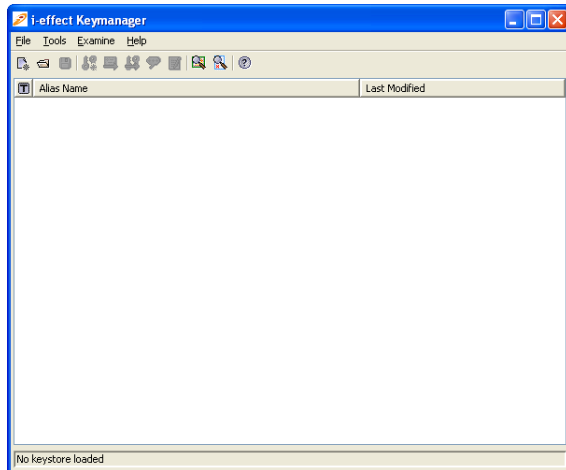 i-effect Keymanager
File Tools Examine Help
T Alias Name Last Modified
No keystore loaded